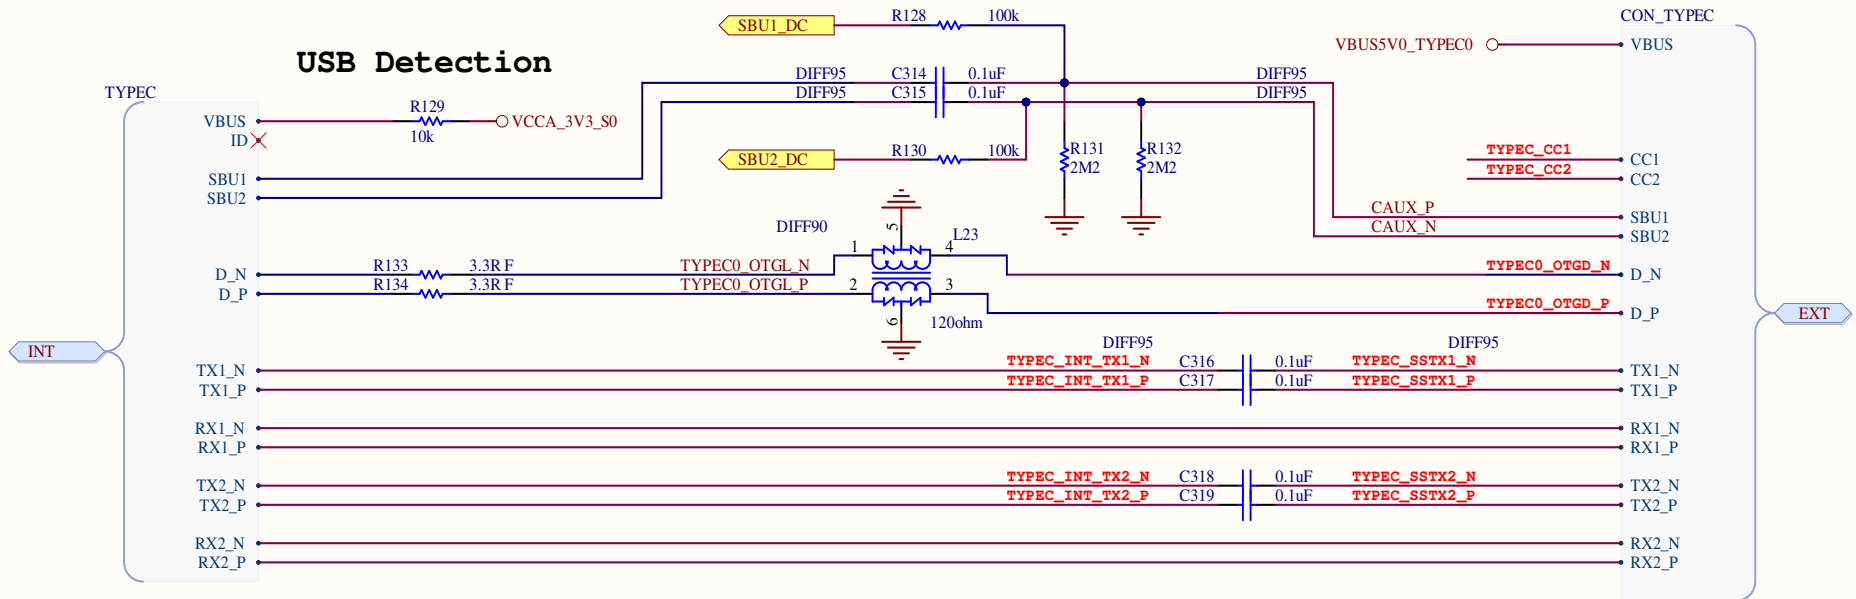 SBU1_DC R128 100k CON_TYPEC
VBUS5V0_TYPEC0 VBUS
USB Detection
DIFF95 C314 0.1uF DIFF95
TYPEC
DIFF95 C315 0.1uF DIFF95
R129
VBUS VCCA_3V3_S0
10k
ID
SBU2_DC R130 100k R131 R132
2M2 2M2
TYPEC_CC1 CC1
TYPEC_CC2 CC2
SBU1
SBU2
CAUX_P SBU1
CAUX_N SBU2
DIFF90 5 L23
1 4
D_N R133 3.3R F TYPEC0_OTGL_N TYPEC0_OTGD_N D_N
D_P R134 3.3R F TYPEC0_OTGL_P 2 3
TYPEC0_OTGD_P D_P
6 120ohm
INT EXT
DIFF95 DIFF95
TX1_N TYPEC_INT_TX1_N C316 0.1uF TYPEC_SSTX1_N TX1_N
TX1_P TYPEC_INT_TX1_P C317 0.1uF TYPEC_SSTX1_P TX1_P
RX1_N RX1_N
RX1_P RX1_P
TX2_N TYPEC_INT_TX2_N C318 0.1uF TYPEC_SSTX2_N TX2_N
TX2_P TYPEC_INT_TX2_P C319 0.1uF TYPEC_SSTX2_P TX2_P
RX2_N RX2_N
RX2_P RX2_P